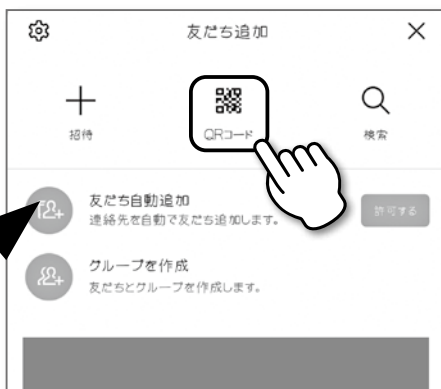 友だち追加
招待
QRコード
検索
友だち自動追加
連絡先を自動で友だち追加します。
許可する
グループを作成
友だちとグループを作成します。